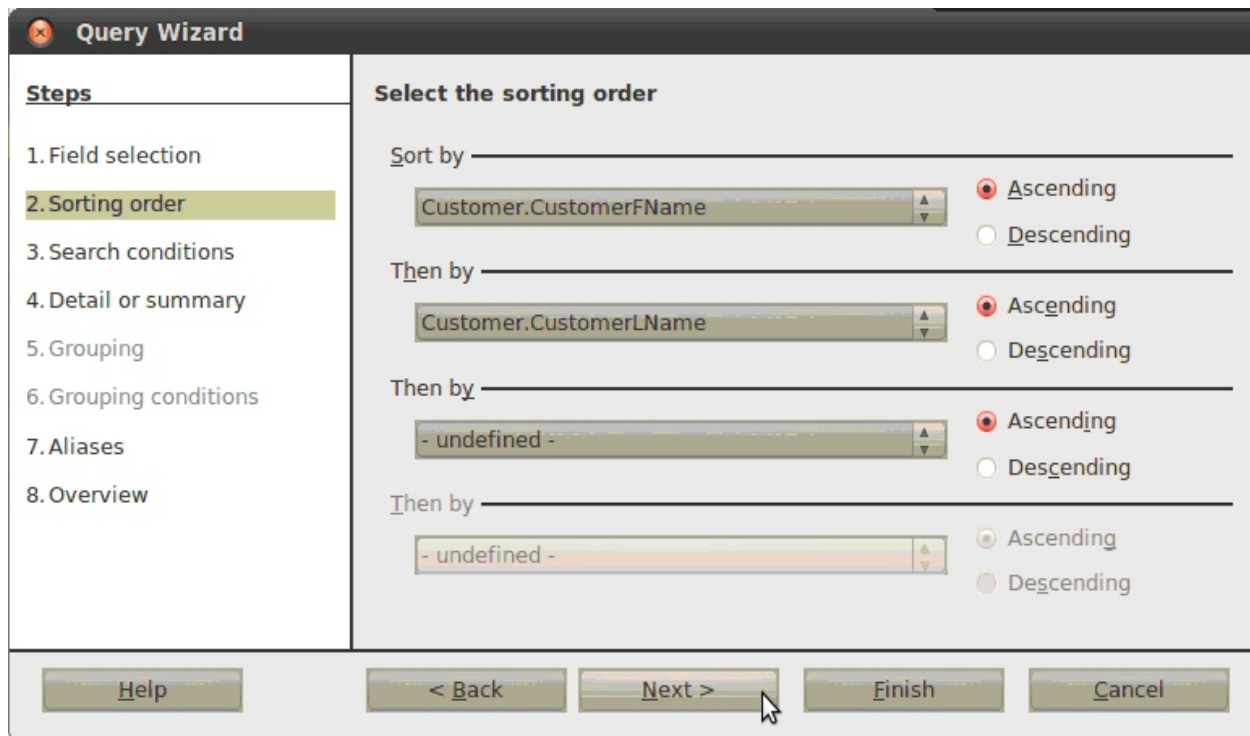 Query Wizard
Steps
1. Field selection
2. Sorting order
3. Search conditions
4. Detail or summary
5. Grouping
6. Grouping conditions
7. Aliases
8. Overview
Select the sorting order
Sort by
Customer.CustomerFName
Ascending
Descending
Then by
Customer.CustomerLName
Ascending
Descending
Then by
- undefined -
Ascending
Descending
Then by
- undefined -
Ascending
Descending
Help < Back Next > Finish Cancel